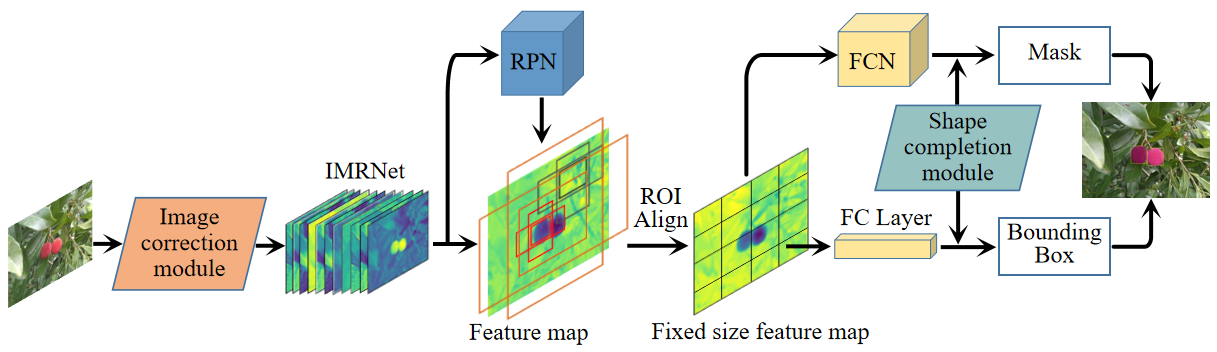 Image
correction
module
IMRNet
RPN
Feature map
ROI
Align
Fixed size feature map
FCN
FC Layer
Shape
completion
module
Mask
Bounding
Box